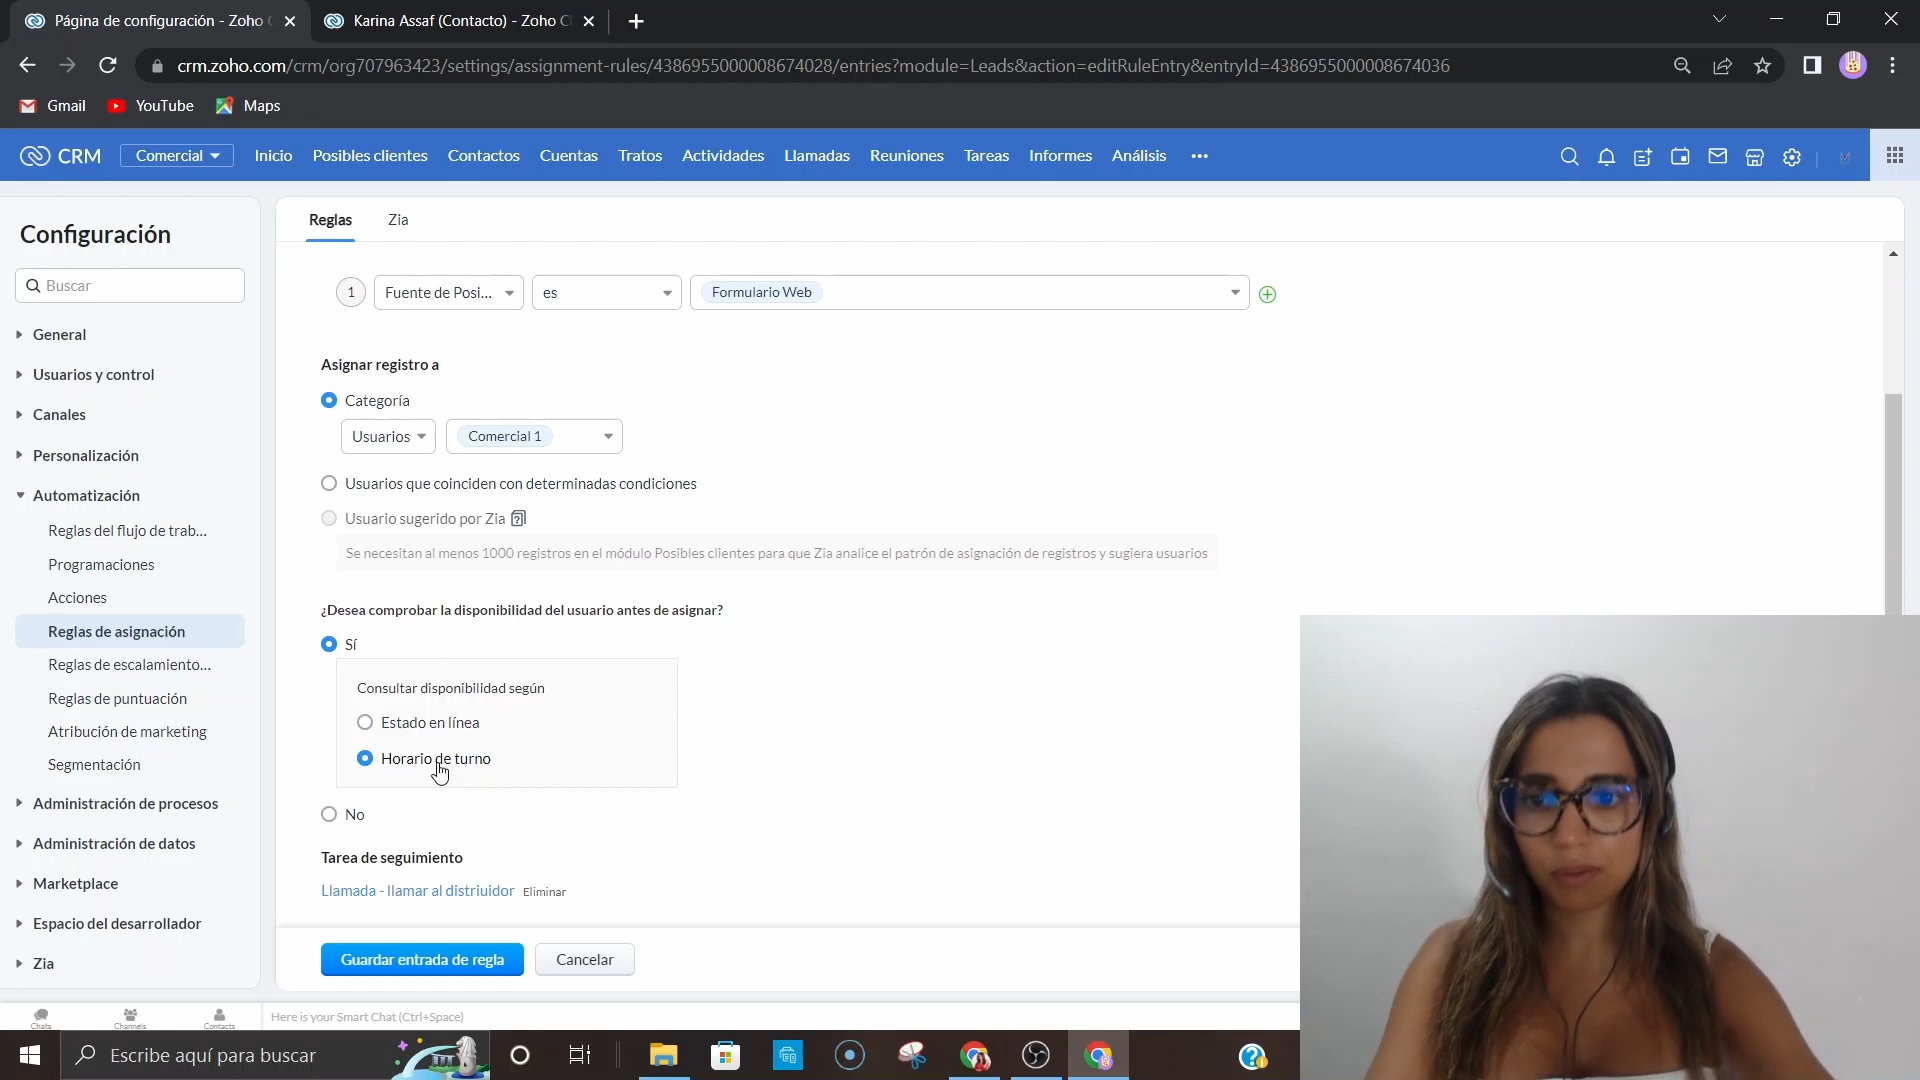 Página de configuración - Zoho C
Karina Assaf (Contacto) - Zoho C
crm.zoho.com/crm/org707963423/settings/assignment-rules/4386955000008674028/entries?module=Leads&action=editRuleEntry&entryId=4386955000008674036
Gmail
YouTube
Maps
CRM
Comercial
Inicio
Posibles clientes
Contactos
Cuentas
Tratos
Actividades
Llamadas
Reuniones
Tareas
Informes
Análisis
Configuración
Buscar
General
Usuarios y control
Canales
Personalización
Automatización
Reglas del flujo de trab...
Programaciones
Acciones
Reglas de asignación
Reglas de escalamiento...
Reglas de puntuación
Atribución de marketing
Segmentación
Administración de procesos
Administración de datos
Marketplace
Espacio del desarrollador
Zia
Reglas
Zia
1
Fuente de Posi...
es
Formulario Web
Asignar registro a
Categoría
Usuarios
Comercial 1
Usuarios que coinciden con determinadas condiciones
Usuario sugerido por Zia
Se necesitan al menos 1000 registros en el módulo Posibles clientes para que Zia analice el patrón de asignación de registros y sugiera usuarios
¿Desea comprobar la disponibilidad del usuario antes de asignar?
Sí
Consultar disponibilidad según
Estado en línea
Horario de turno
No
Tarea de seguimiento
Llamada - llamar al distriuidor Eliminar
Guardar entrada de regla
Cancelar
Chats
Channels
Contacts
Here is your Smart Chat (Ctrl+Space)
Escribe aquí para buscar